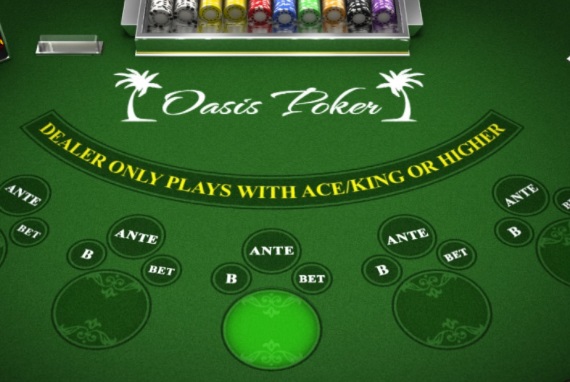 Oasis Poker
DEALER ONLY PLAYS WITH ACE/KING OR HIGHER
ANTE
BET
ANTE
B
BET
ANTE
B
BET
ANTE
B
BET
ANTE
B